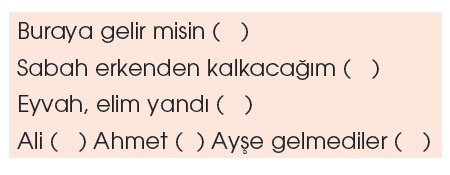 Buraya gelir misin (   )
Sabah erkenden kalkacağım (   )
Eyvah, elim yandı (   )
Ali (   ) Ahmet (  ) Ayşe gelmediler (   )